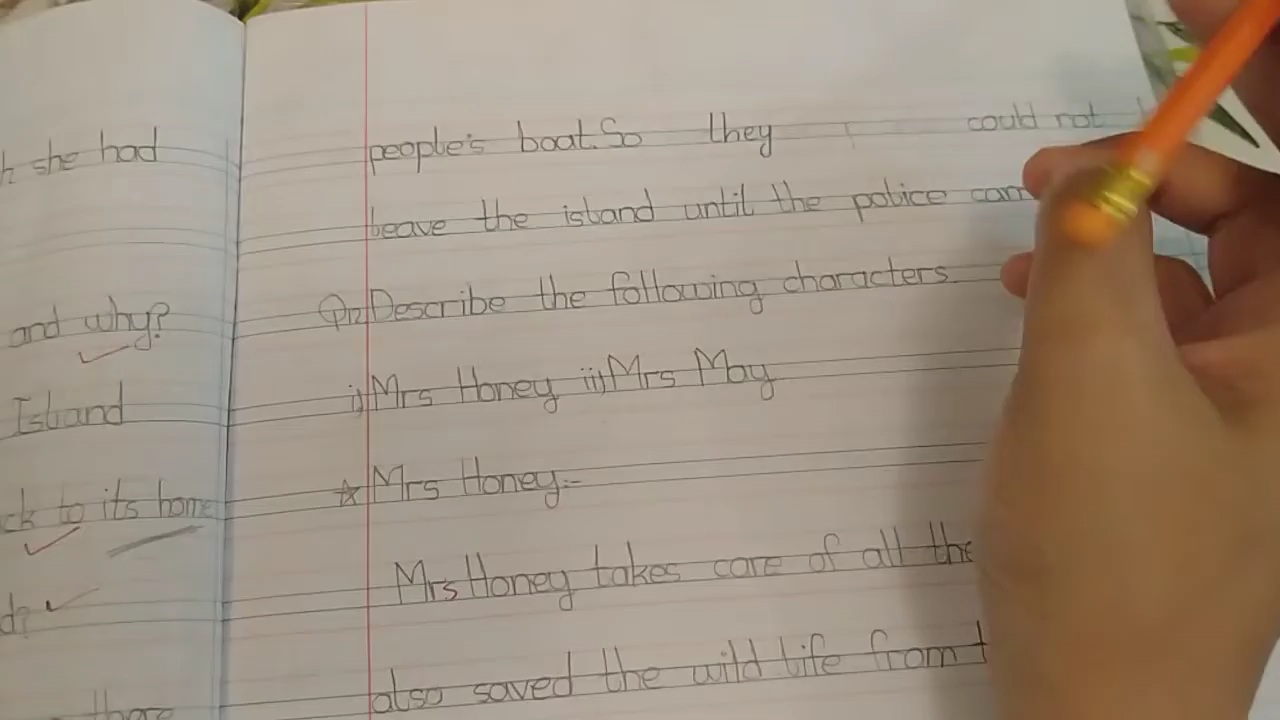 she had
and why?
Island
ck to its home
d?
there
people's boat. So they could not
leave the island until the police cam
Q12 Describe the following characters
i) Mrs Honey ii) Mrs May
☆ Mrs Honey:-
Mrs Honey takes care of all the
also saved the wild life from t